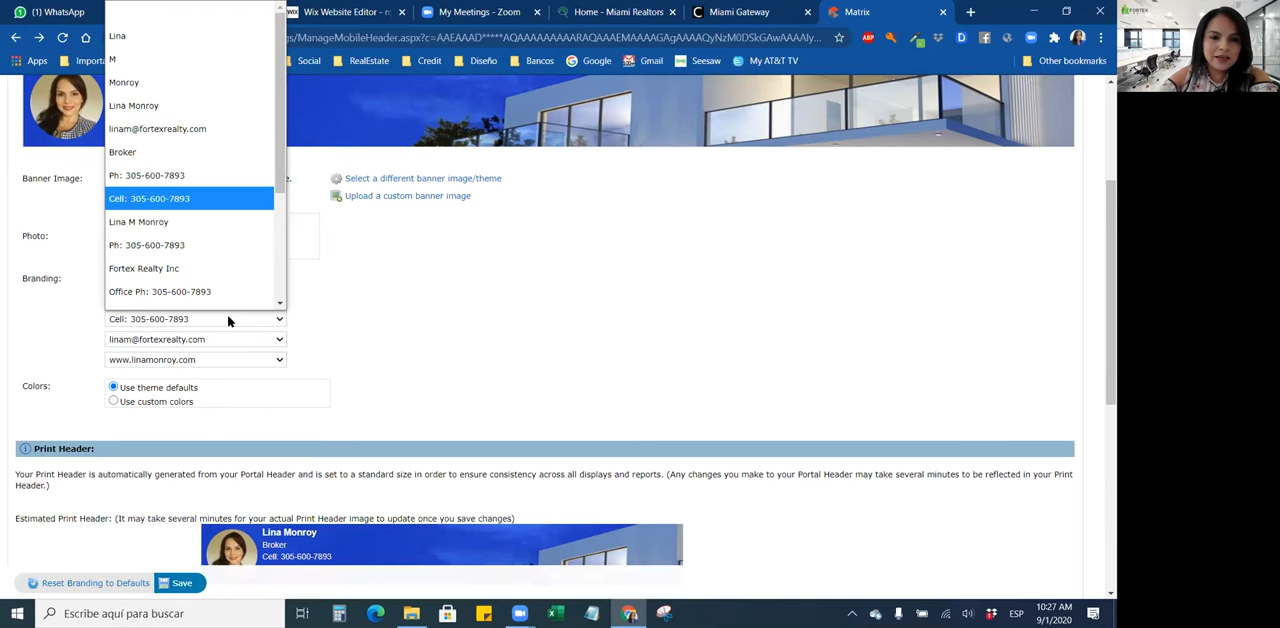 (1) WhatsApp
Wix Website Editor - my
My Meetings - Zoom
Home - Miami Realtors
Miami Gateway
Matrix
gs/ManageMobileHeader.aspx?c=AAEAAAD*****AQAAAAAAAAARAQAAAEMAAAAGAgAAAAQyNzM0DSkGAwAAAAIy...
Apps
Importa
Social
RealEstate
Credit
Diseño
Bancos
Google
Gmail
Seesaw
My AT&T TV
Other bookmarks
FORTEX
Lina
M
Monroy
Lina Monroy
linam@fortexrealty.com
Broker
Ph: 305-600-7893
Cell: 305-600-7893
Lina M Monroy
Ph: 305-600-7893
Fortex Realty Inc
Office Ph: 305-600-7893
Banner Image:
e.
Select a different banner image/theme
Upload a custom banner image
Photo:
Branding:
Cell: 305-600-7893
linam@fortexrealty.com
www.linamonroy.com
Colors:
Use theme defaults
Use custom colors
Print Header:
Your Print Header is automatically generated from your Portal Header and is set to a standard size in order to ensure consistency across all displays and reports. (Any changes you make to your Portal Header may take several minutes to be reflected in your Print
Header.)
Estimated Print Header: (It may take several minutes for your actual Print Header image to update once you save changes)
Lina Monroy
Broker
Cell: 305-600-7893
Reset Branding to Defaults
Save
Escribe aquí para buscar
ESP
10:27 AM
9/1/2020